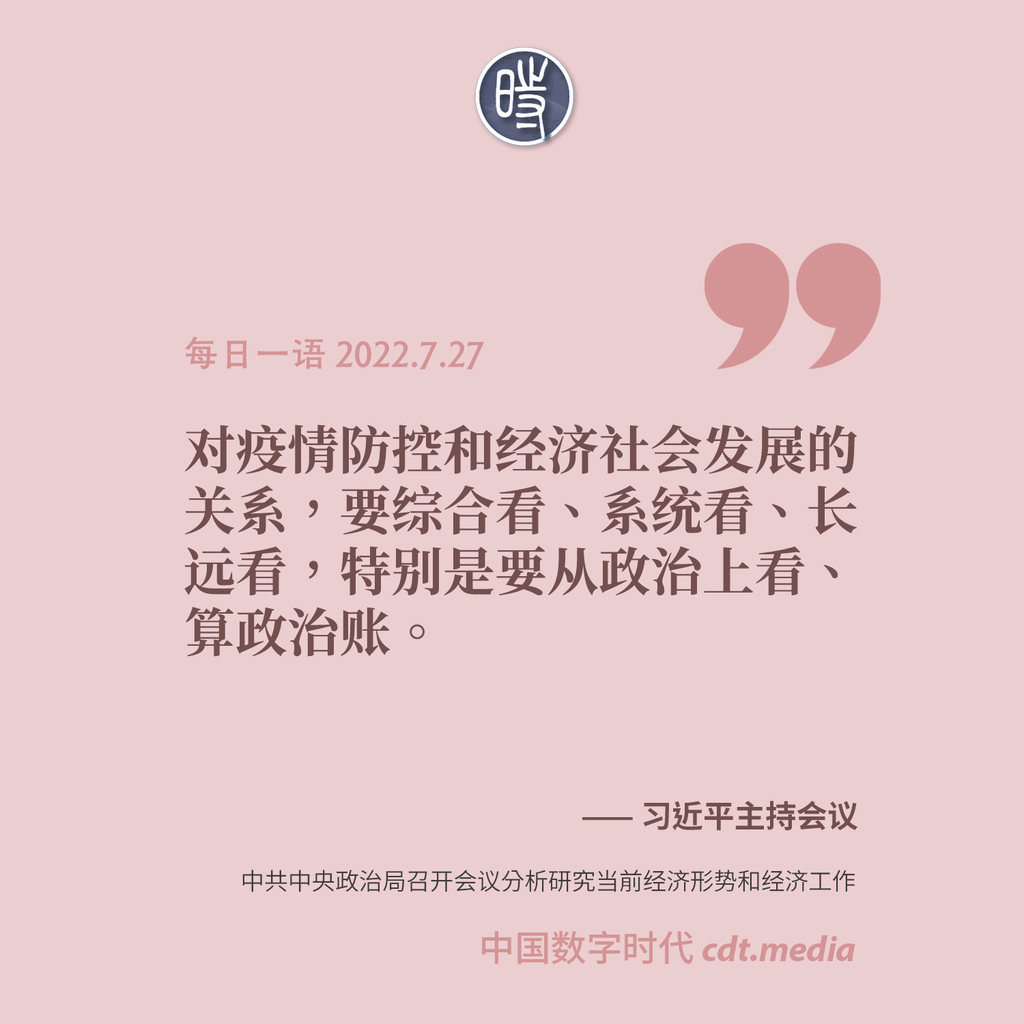 時
每日一语 2022.7.27
对疫情防控和经济社会发展的
关系，要综合看、系统看、长
远看，特别是要从政治上看、
算政治账。
—— 习近平主持会议
中共中央政治局召开会议分析研究当前经济形势和经济工作
中国数字时代 cdt.media